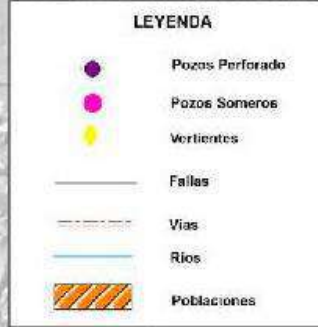 LEYENDA
Pozos Perforado
Pozos Someros
Vertientes
Fallas
Vias
Rios
Poblaciones